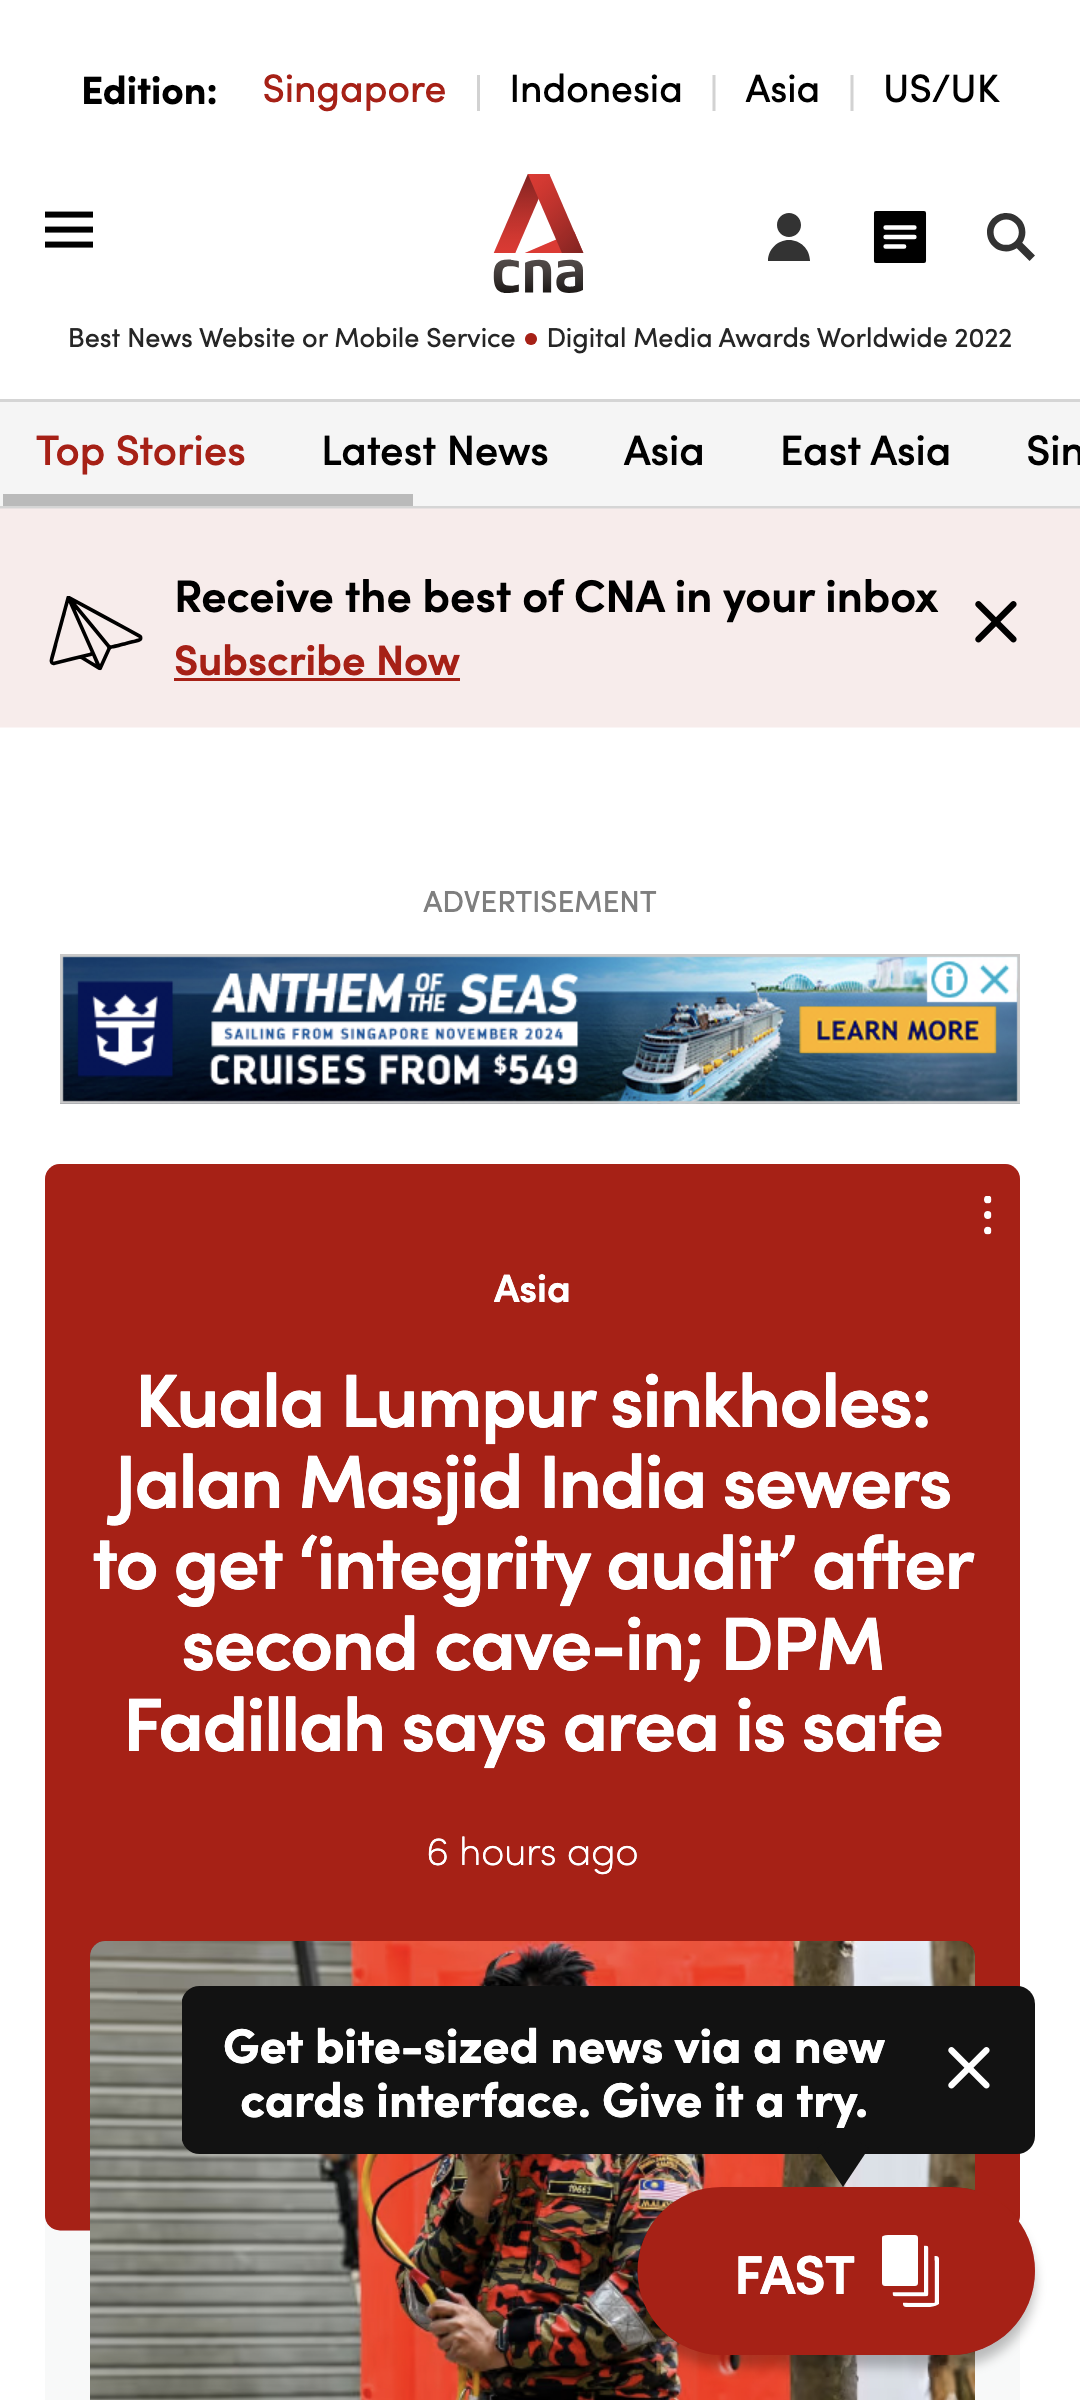 Edition: Singapore | Indonesia | Asia | US/UK
cna
Best News Website or Mobile Service • Digital Media Awards Worldwide 2022
Top Stories Latest News Asia East Asia Sin
Receive the best of CNA in your inbox
Subscribe Now
ADVERTISEMENT
ANTHEM OF THE SEAS
SAILING FROM SINGAPORE NOVEMBER 2024
CRUISES FROM $549
LEARN MORE
Asia
Kuala Lumpur sinkholes:
Jalan Masjid India sewers
to get ‘integrity audit’ after
second cave-in; DPM
Fadillah says area is safe
6 hours ago
Get bite-sized news via a new
cards interface. Give it a try.
FAST